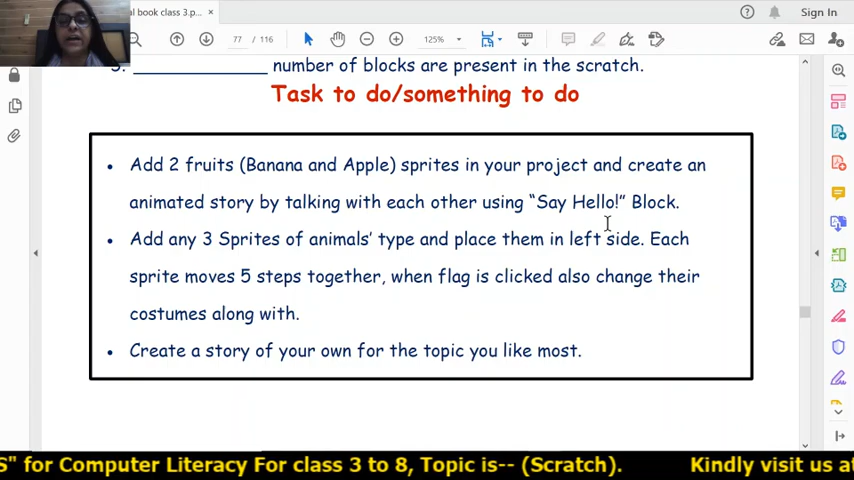 al book class 3.p... ×
Sign In
77 / 116
125%
number of blocks are present in the scratch.
Task to do/something to do
• Add 2 fruits (Banana and Apple) sprites in your project and create an
animated story by talking with each other using “Say Hello!” Block.
• Add any 3 Sprites of animals’ type and place them in left side. Each
sprite moves 5 steps together, when flag is clicked also change their
costumes along with.
• Create a story of your own for the topic you like most.
S" for Computer Literacy For class 3 to 8, Topic is-- (Scratch). Kindly visit us at